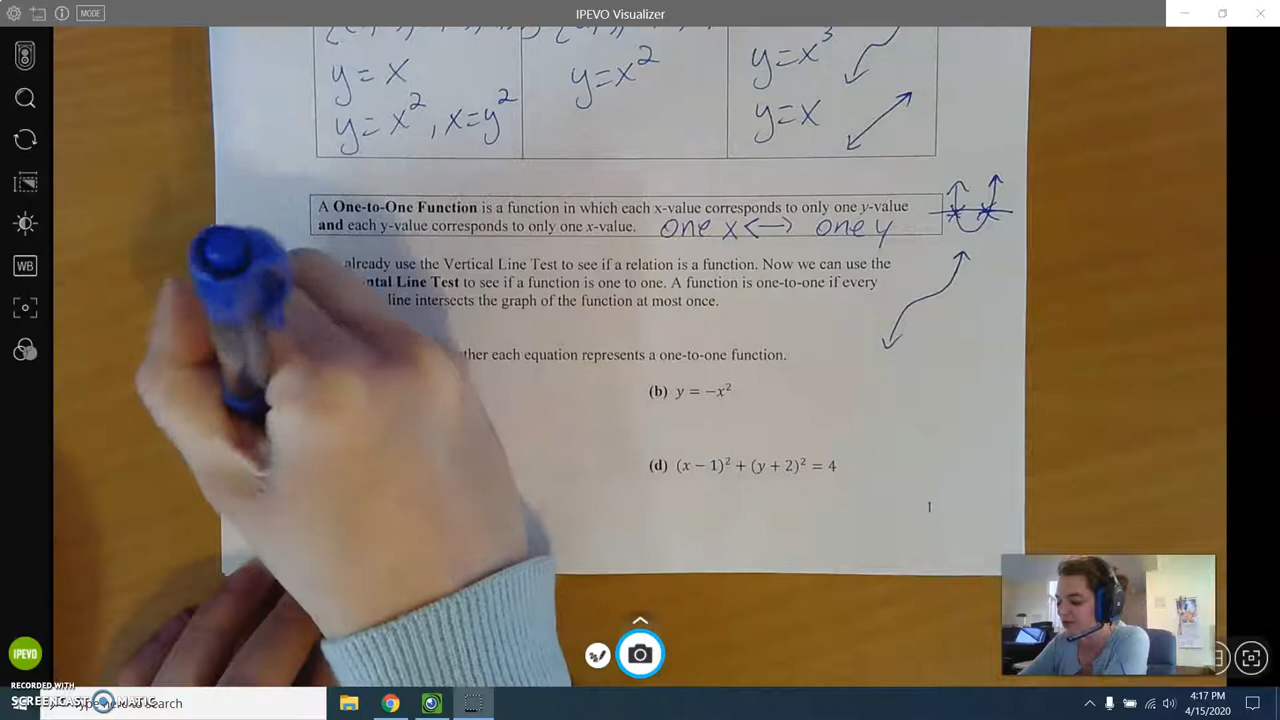 MODE
IPEVO Visualizer
y = x
y = x², x = y²
y = x²
y = x³
y = x
A One-to-One Function is a function in which each x-value corresponds to only one y-value
and each y-value corresponds to only one x-value. one x ↔ one y
already use the Vertical Line Test to see if a relation is a function. Now we can use the
Line Test to see if a function is one to one. A function is one-to-one if every
line intersects the graph of the function at most once.
each equation represents a one-to-one function.
(b) y = −x²
(d) (x − 1)² + (y + 2)² = 4
1
WB
IPEVO
RECORDED WITH
SCREENCAST MATIC
search
4:17 PM
4/15/2020